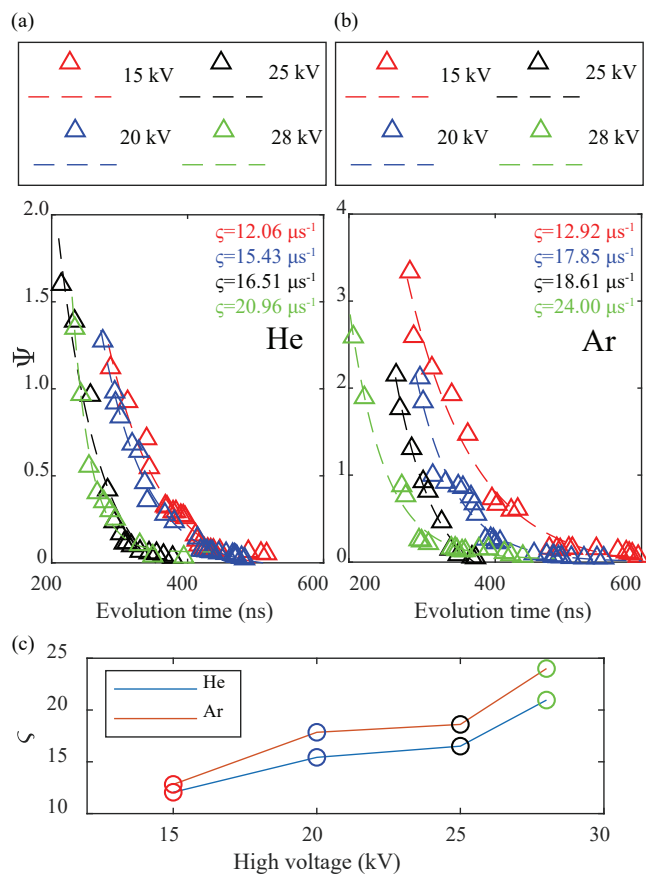 (a)
(b)
15 kV
25 kV
20 kV
28 kV
15 kV
25 kV
20 kV
28 kV
2.0
1.5
1.0
0.5
0
Ψ
ς=12.06 μs⁻¹
ς=15.43 μs⁻¹
ς=16.51 μs⁻¹
ς=20.96 μs⁻¹
He
200
400
600
Evolution time (ns)
4
3
2
1
0
ς=12.92 μs⁻¹
ς=17.85 μs⁻¹
ς=18.61 μs⁻¹
ς=24.00 μs⁻¹
Ar
200
400
600
Evolution time (ns)
(c)
25
20
15
10
ς
He
Ar
15
20
25
30
High voltage (kV)